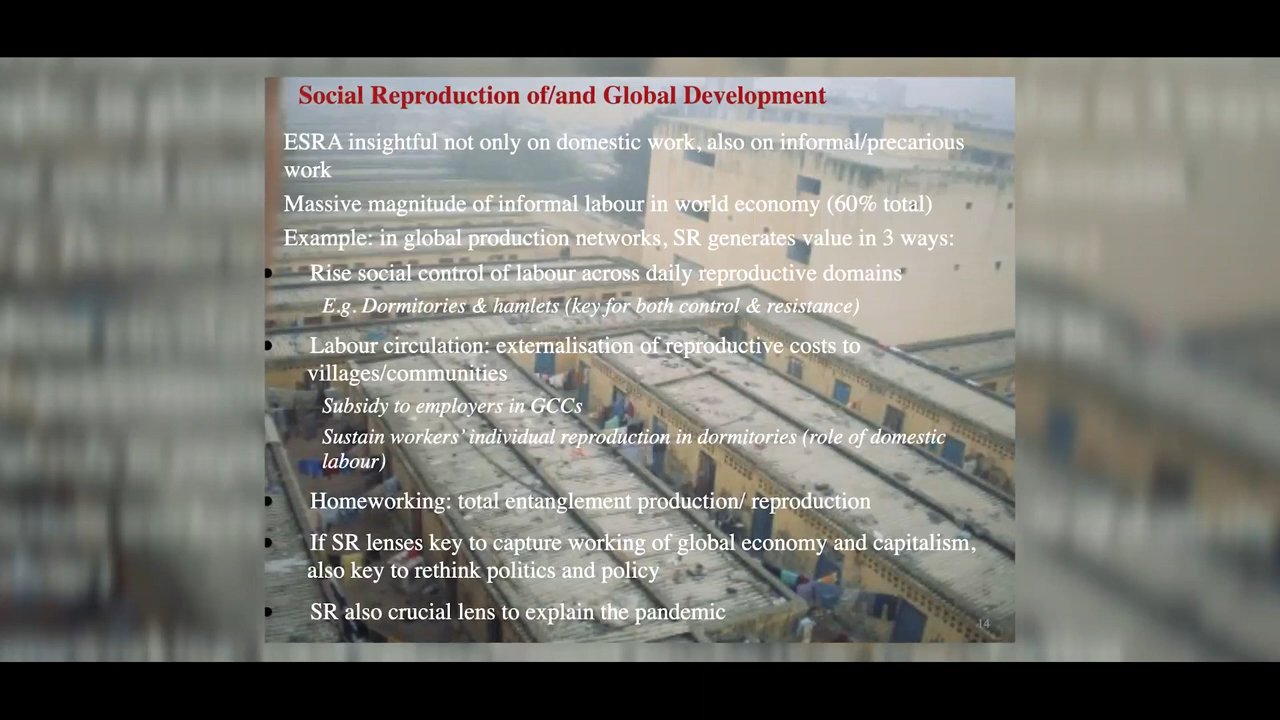 Social Reproduction of/and Global Development
ESRA insightful not only on domestic work, also on informal/precarious
work
Massive magnitude of informal labour in world economy (60% total)
Example: in global production networks, SR generates value in 3 ways:
• Rise social control of labour across daily reproductive domains
E.g. Dormitories & hamlets (key for both control & resistance)
• Labour circulation: externalisation of reproductive costs to
villages/communities
Subsidy to employers in GCCs
Sustain workers' individual reproduction in dormitories (role of domestic
labour)
• Homeworking: total entanglement production/ reproduction
• If SR lenses key to capture working of global economy and capitalism,
also key to rethink politics and policy
• SR also crucial lens to explain the pandemic
14